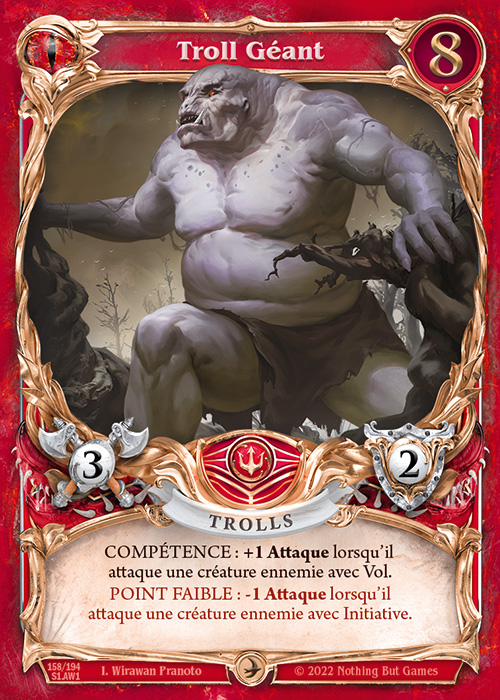 Troll Géant
8
3
2
TROLLS
COMPÉTENCE : +1 Attaque lorsqu'il
attaque une créature ennemie avec Vol.
POINT FAIBLE : -1 Attaque lorsqu'il
attaque une créature ennemie avec Initiative.
158/194
S1.AW1
I. Wirawan Pranoto
© 2022 Nothing But Games